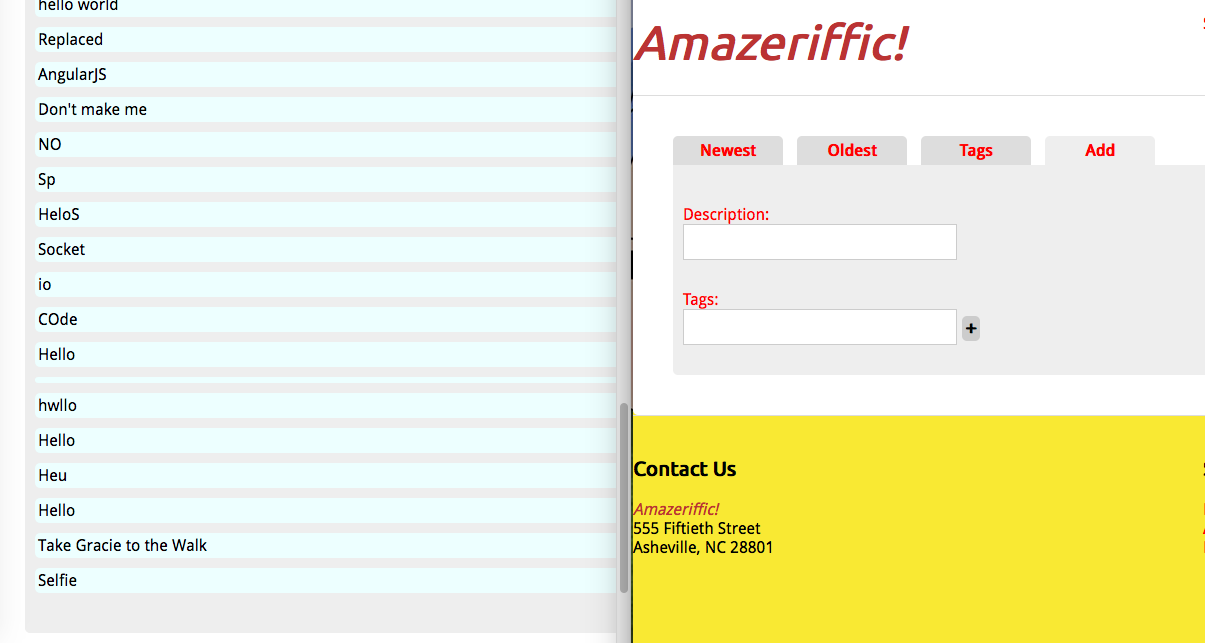 hello world
Replaced
AngularJS
Don't make me
NO
Sp
HeloS
Socket
io
COde
Hello
hwllo
Hello
Heu
Hello
Take Gracie to the Walk
Selfie
Amazeriffic!
Newest
Oldest
Tags
Add
Description:
Tags:
+
Contact Us
Amazeriffic!
555 Fiftieth Street
Asheville, NC 28801